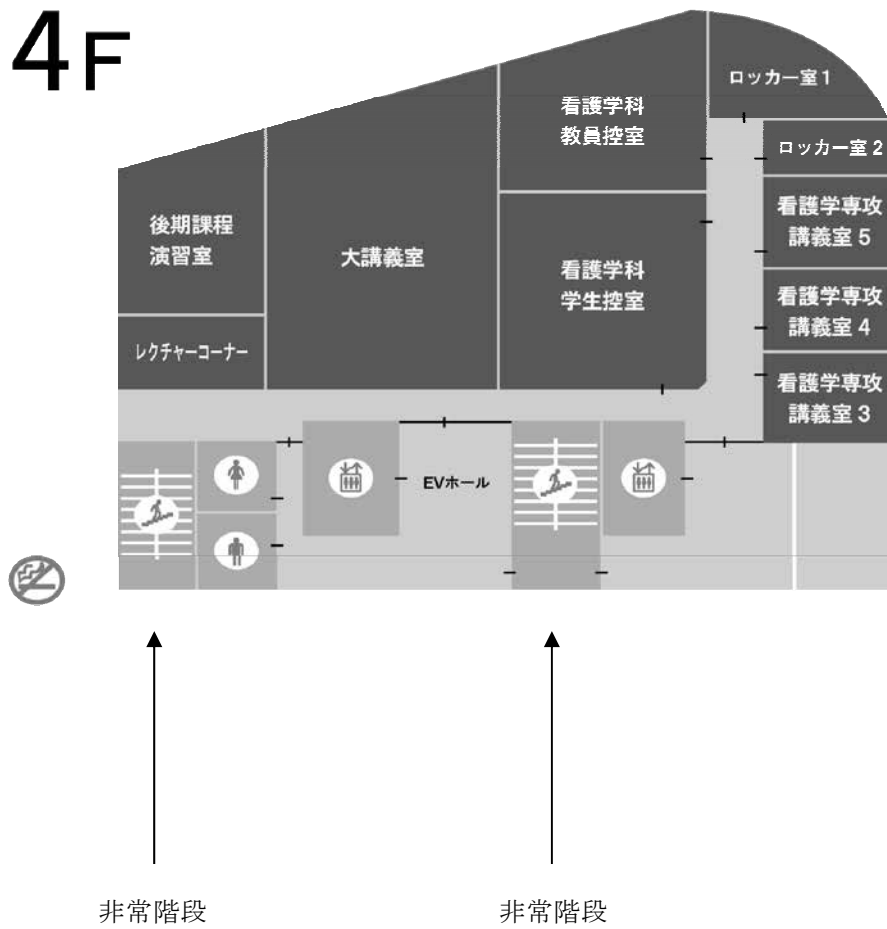 4F
ロッカー室1
看護学科
教員控室
ロッカー室2
後期課程
演習室
大講義室
看護学科
学生控室
看護学専攻
講義室5
看護学専攻
講義室4
レクチャーコーナー
看護学専攻
講義室3
EVホール
非常階段
非常階段